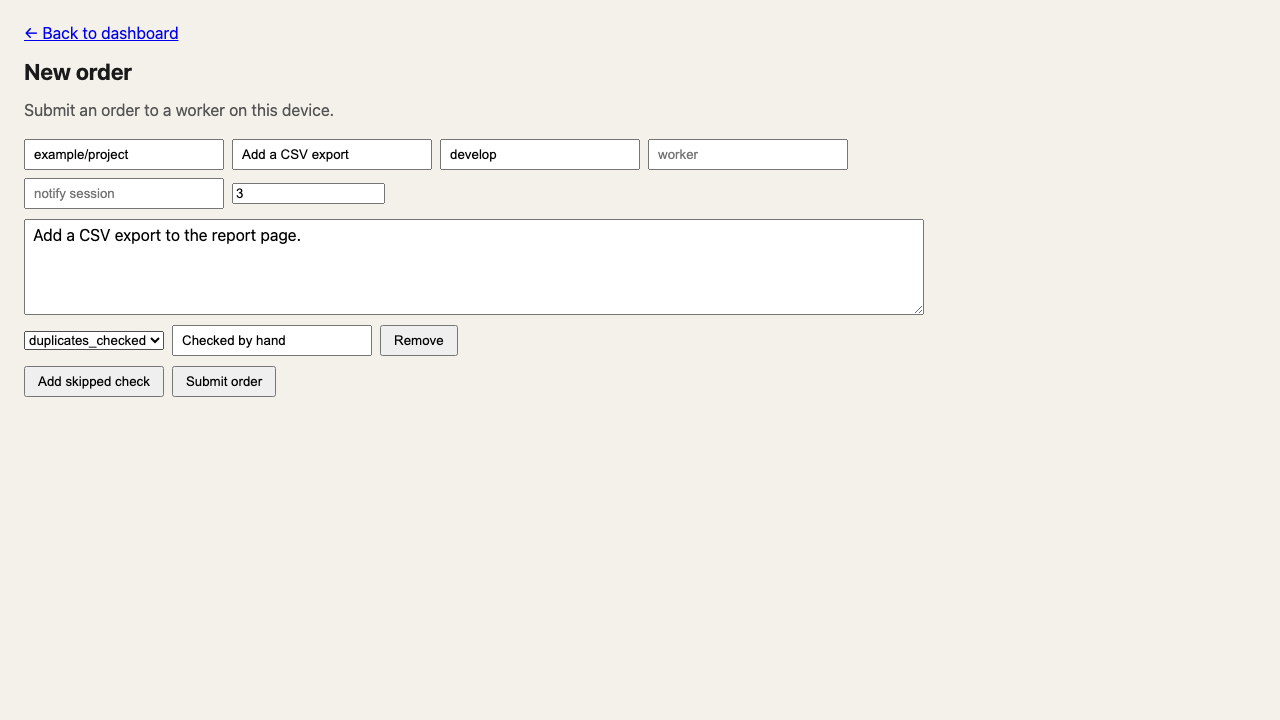 ← Back to dashboard
New order
Submit an order to a worker on this device.
example/project Add a CSV export develop worker
notify session 3
Add a CSV export to the report page.
duplicates_checked Checked by hand Remove
Add skipped check Submit order